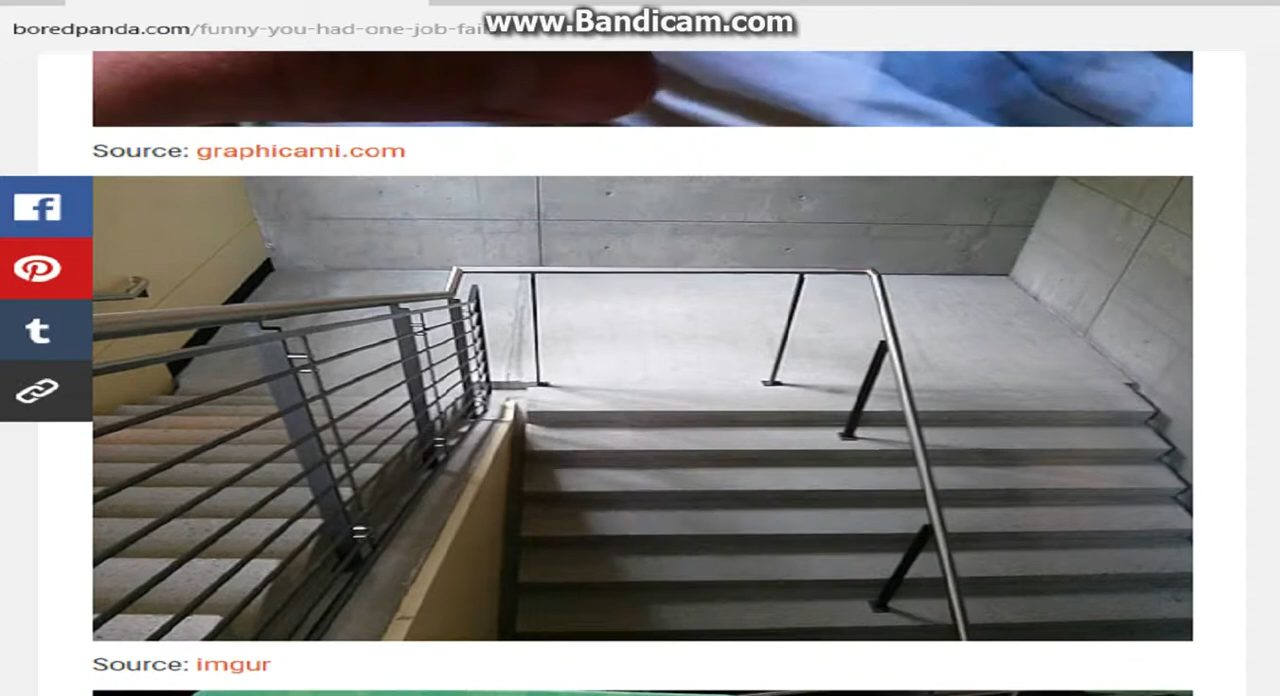 www.Bandicam.com
boredpanda.com/funny-you-had-one-job-fai
Source: graphicami.com
f
t
Source: imgur